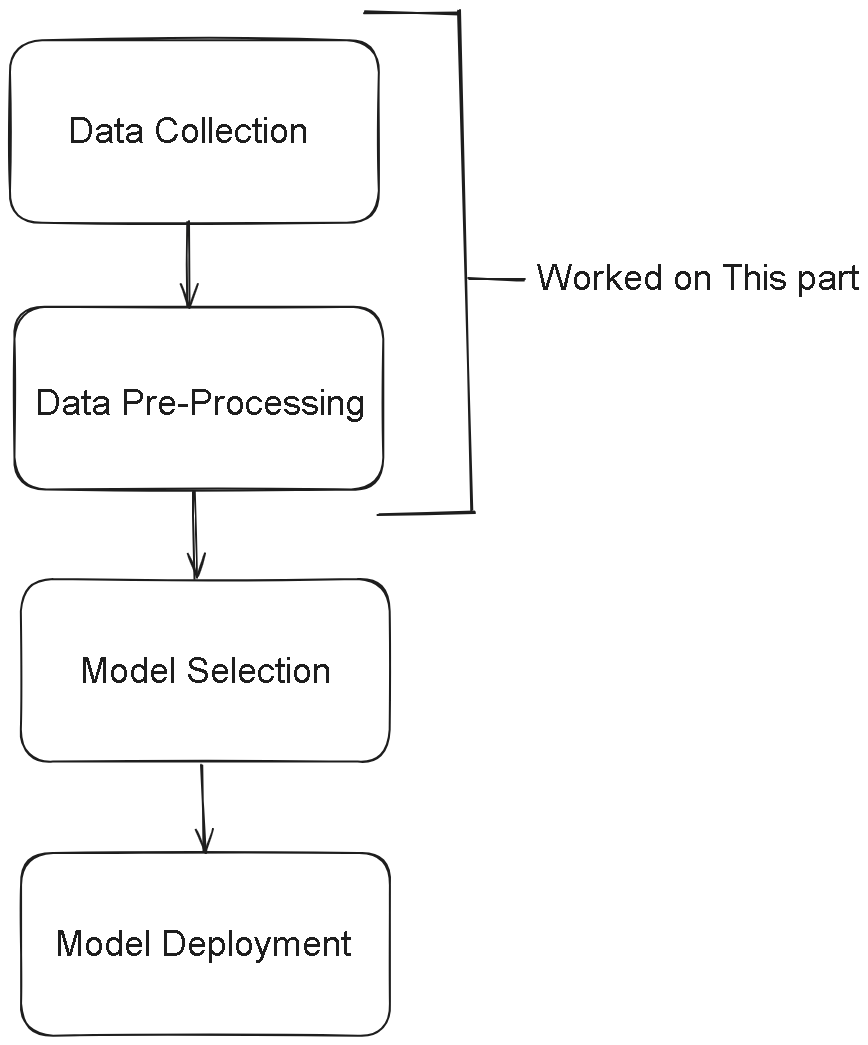 Data Collection
Worked on This part
Data Pre-Processing
Model Selection
Model Deployment